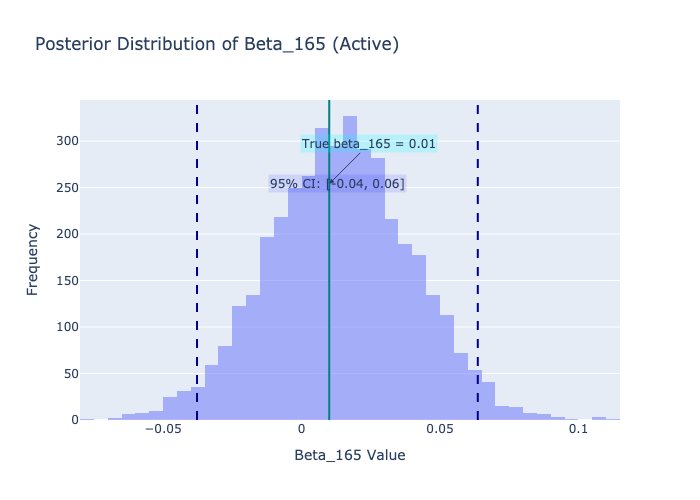 Posterior Distribution of Beta_165 (Active)
True beta_165 = 0.01
95% CI: [-0.04, 0.06]
Frequency
300
250
200
150
100
50
0
−0.05
0
0.05
0.1
Beta_165 Value